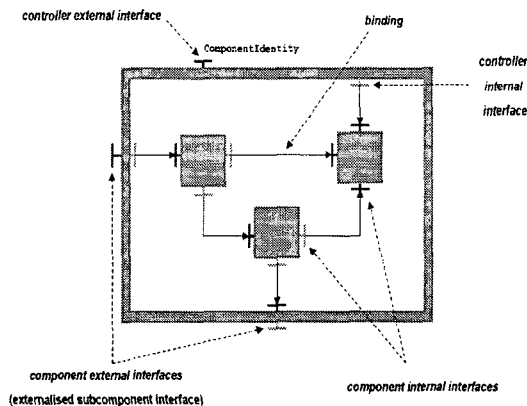 controller external interface
ComponentIdentity
binding
controller
internal
interface
component external interfaces
(externalised subcomponent interface)
component internal interfaces